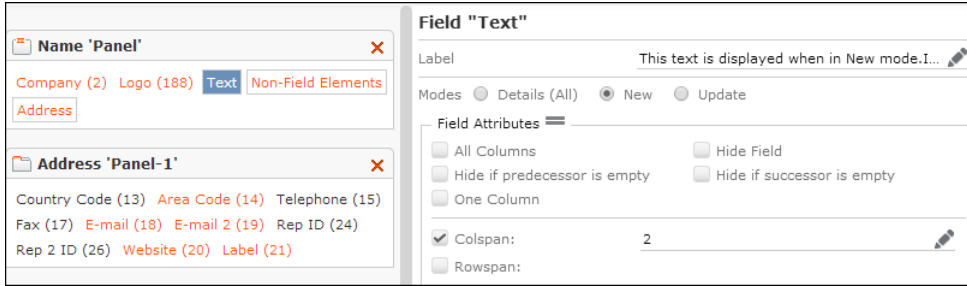 Name 'Panel'
Company (2) Logo (188) Text Non-Field Elements
Address
Address 'Panel-1'
Country Code (13) Area Code (14) Telephone (15)
Fax (17) E-mail (18) E-mail 2 (19) Rep ID (24)
Rep 2 ID (26) Website (20) Label (21)
Field "Text"
Label This text is displayed when in New mode.I...
Modes Details (All) New Update
Field Attributes
All Columns Hide Field
Hide if predecessor is empty Hide if successor is empty
One Column
Colspan: 2
Rowspan: